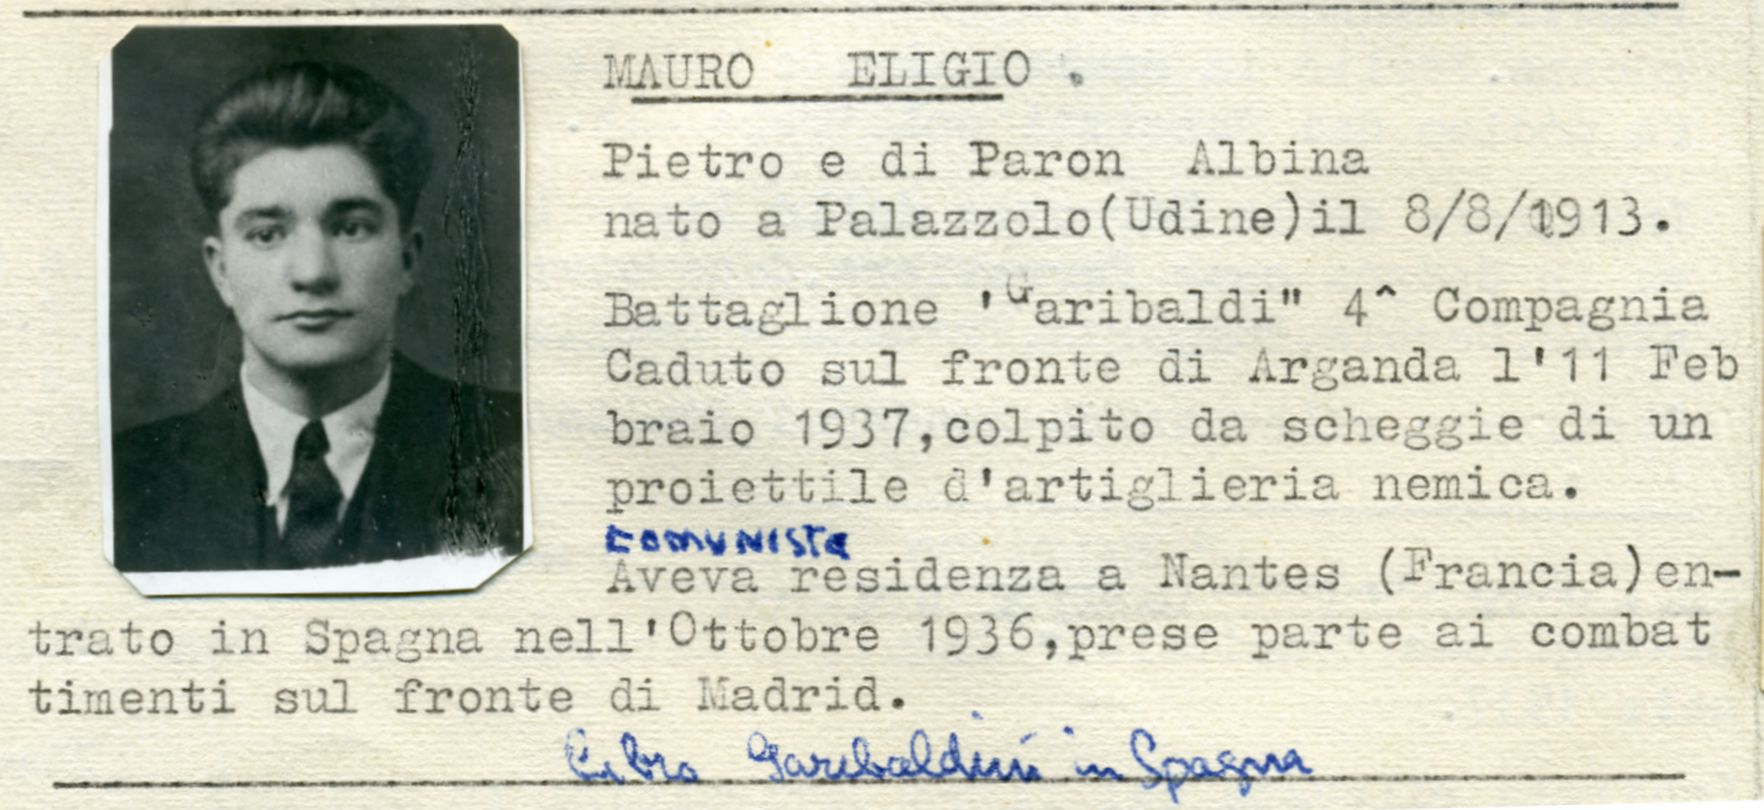 MAURO ELIGIO.
Pietro e di Paron Albina
nato a Palazzolo(Udine)il 8/8/1913.
Battaglione 'Garibaldi" 4^ Compagnia
Caduto sul fronte di Arganda l'11 Feb
braio 1937,colpito da scheggie di un
proiettile d'artiglieria nemica.
COMUNISTA
Aveva residenza a Nantes (Francia)en-
trato in Spagna nell'Ottobre 1936,prese parte ai combat
timenti sul fronte di Madrid.
Libro Garibaldini in Spagna